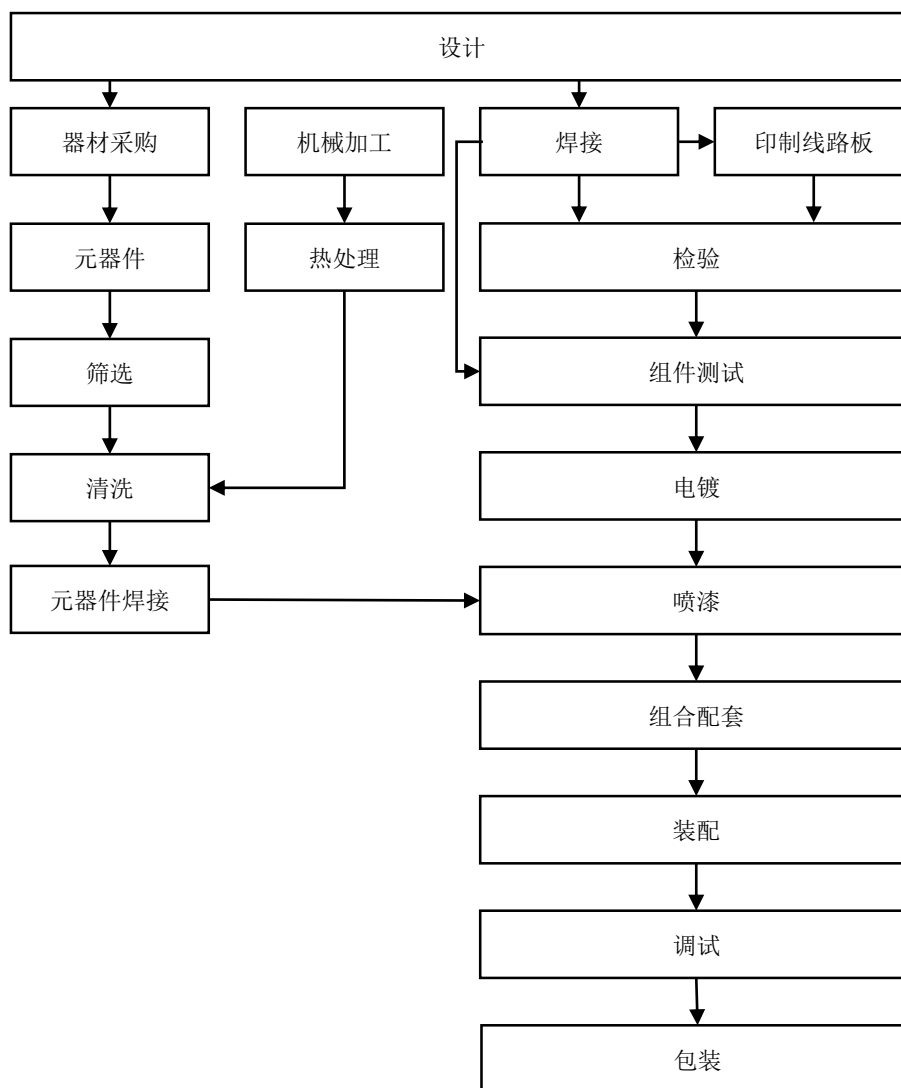 设计
器材采购
机械加工
焊接
印制线路板
元器件
热处理
检验
筛选
组件测试
清洗
电镀
元器件焊接
喷漆
组合配套
装配
调试
包装